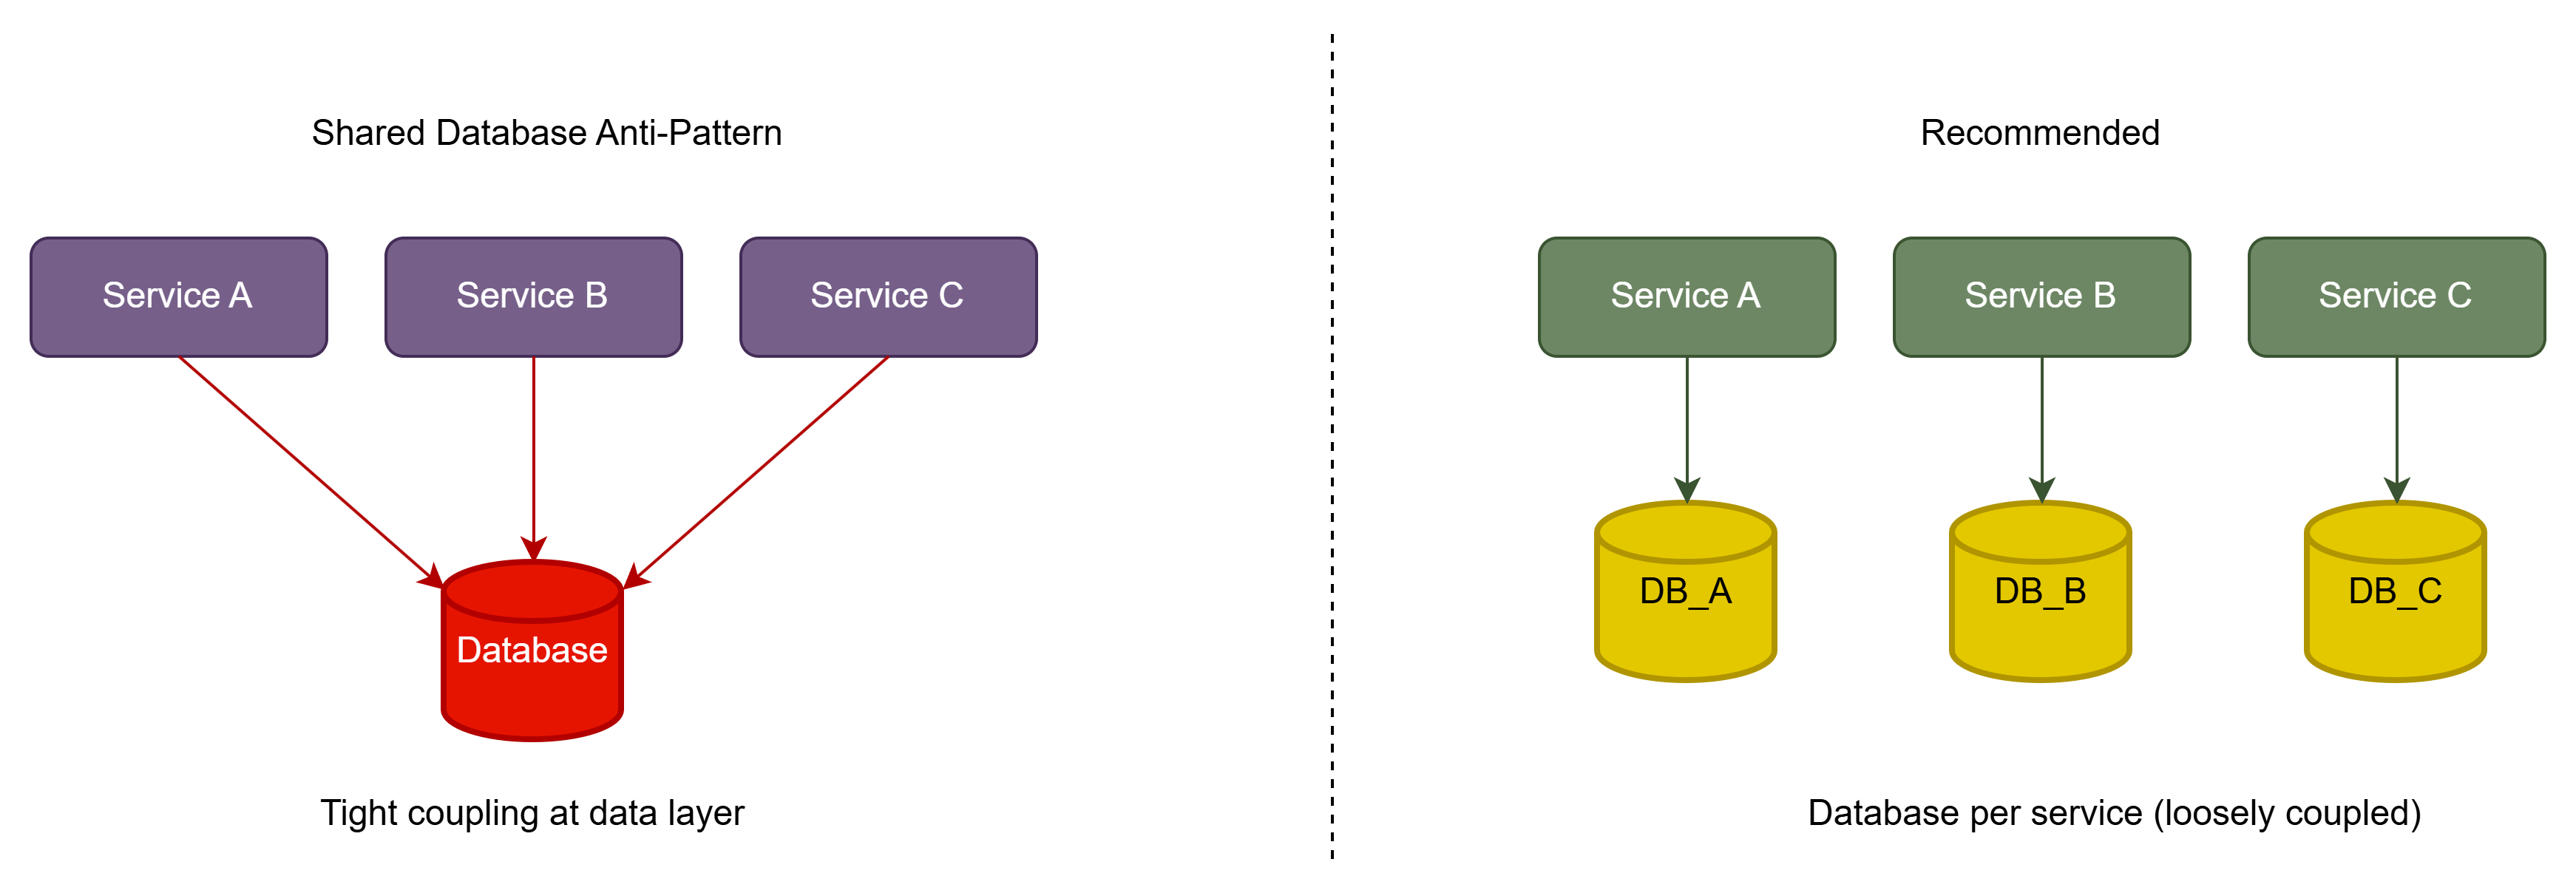 Shared Database Anti-Pattern
Service A
Service B
Service C
Database
Tight coupling at data layer
Recommended
Service A
Service B
Service C
DB_A
DB_B
DB_C
Database per service (loosely coupled)